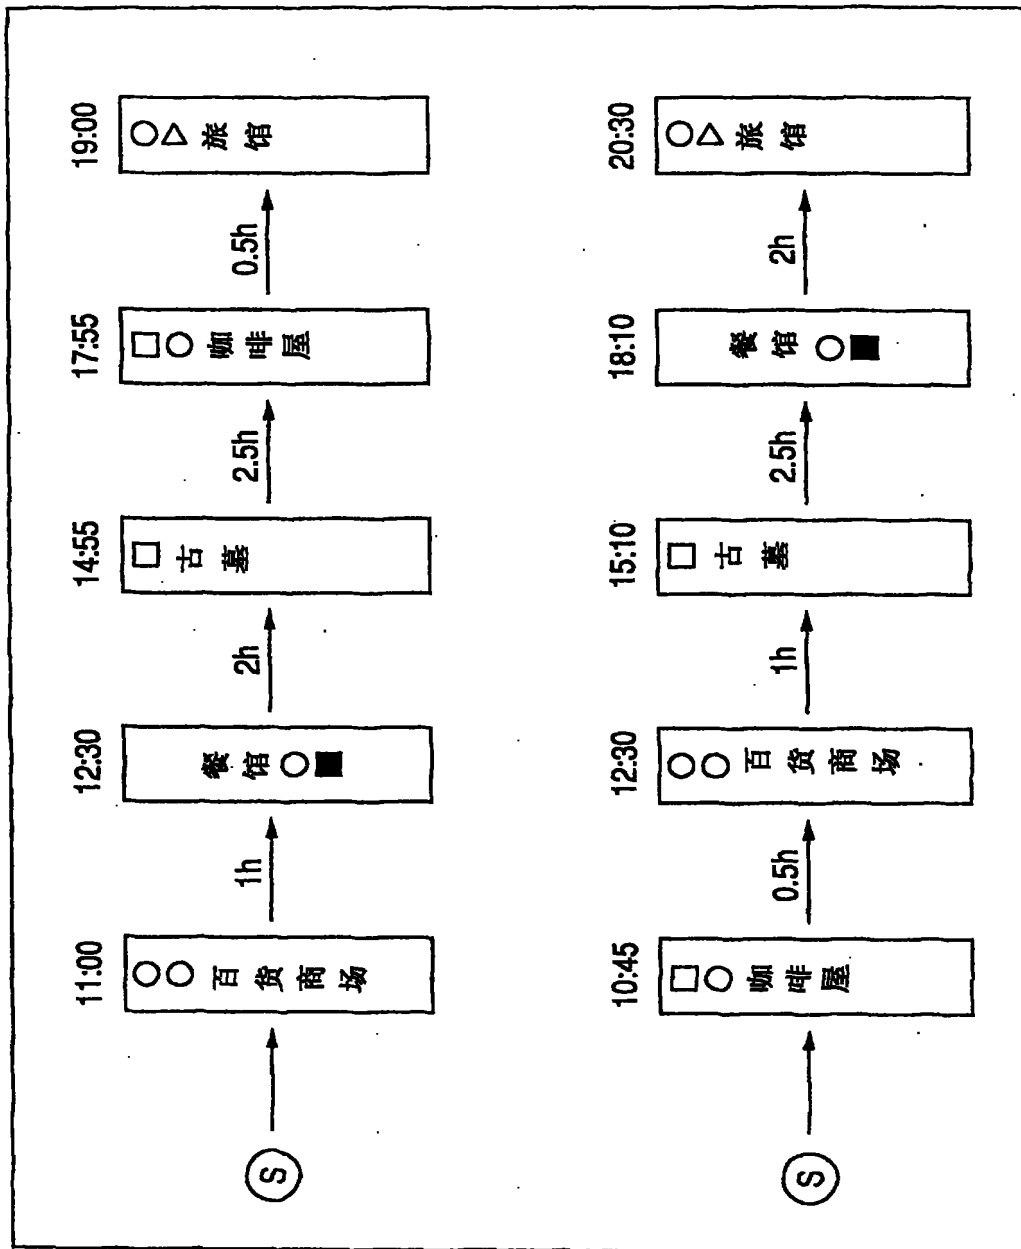 11:00
12:30
14:55
17:55
19:00
S
○○百货商场
1h
餐馆○■
2h
□古墓
2.5h
□○咖啡屋
0.5h
○△旅馆
10:45
12:30
15:10
18:10
20:30
S
□○咖啡屋
0.5h
○○百货商场
1h
□古墓
2.5h
餐馆○■
2h
○△旅馆